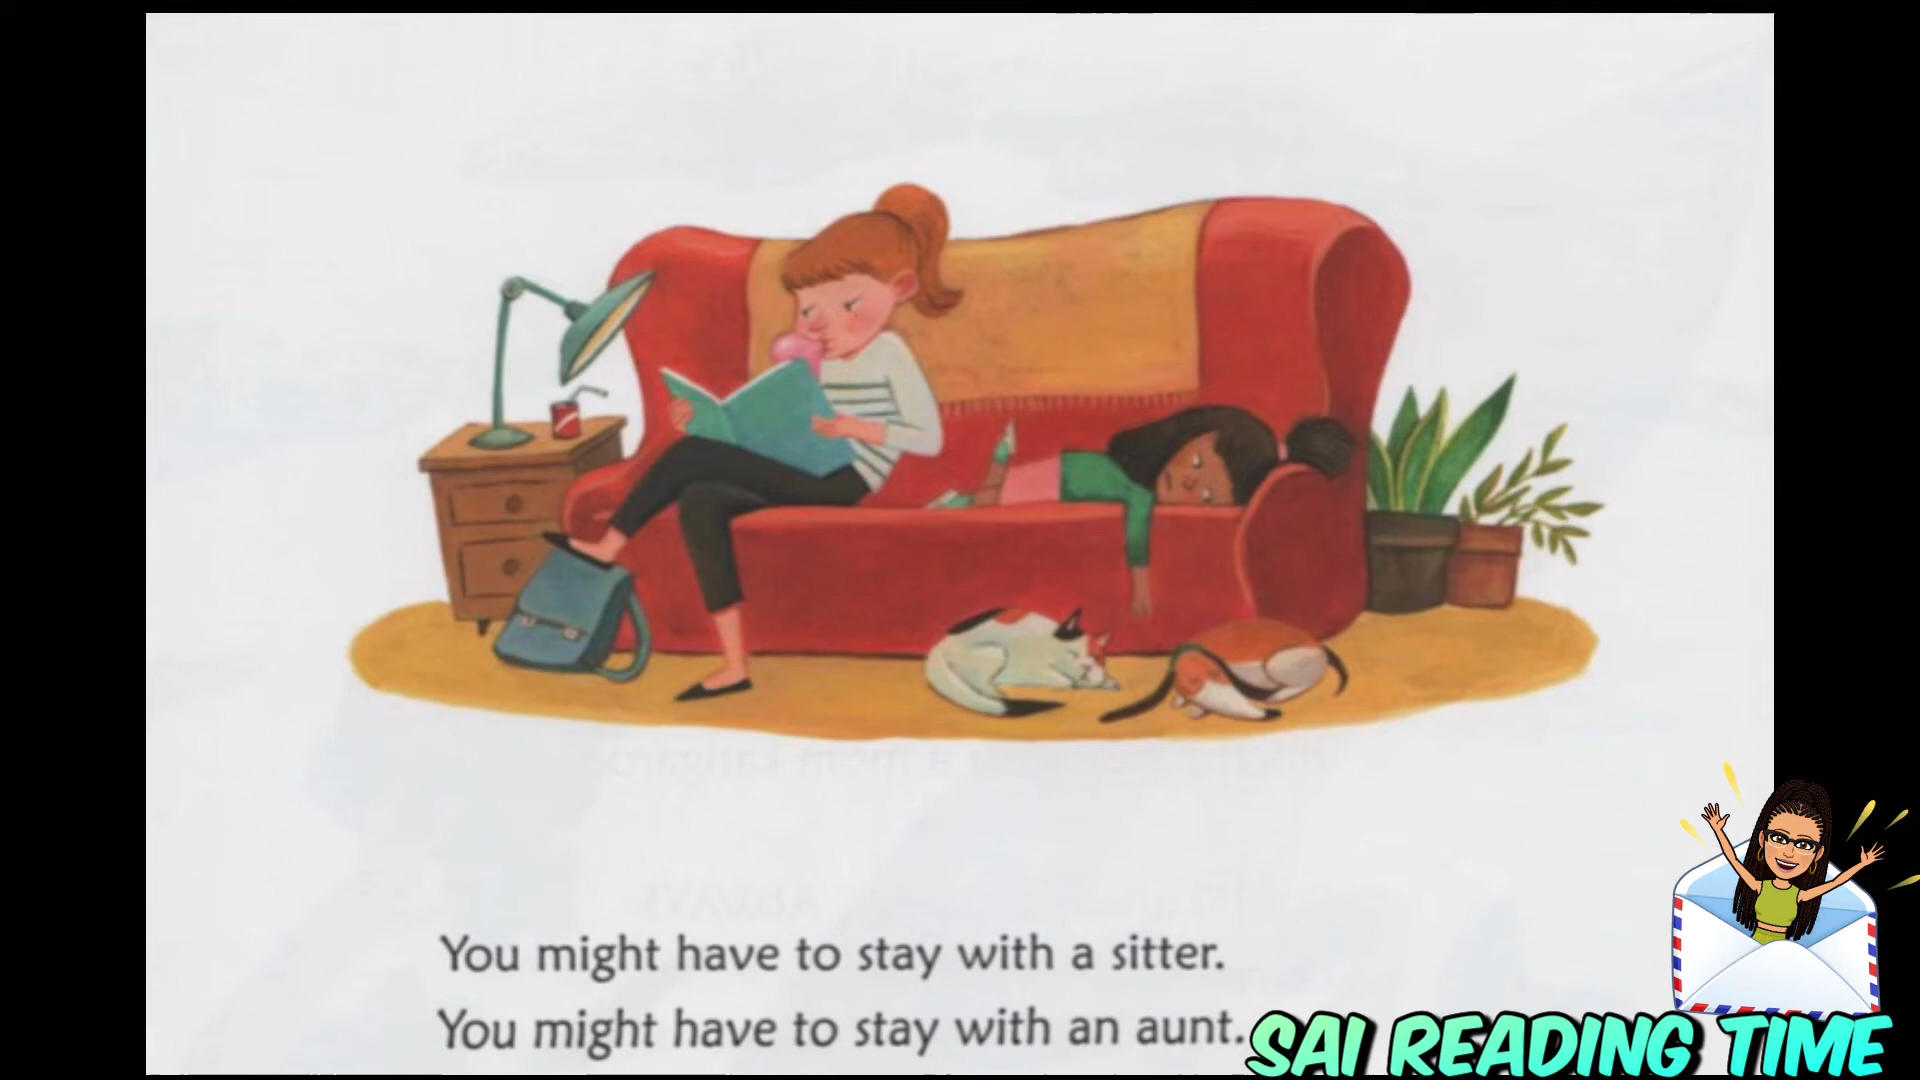 You might have to stay with a sitter.
You might have to stay with an aunt.
SAI READING TIME